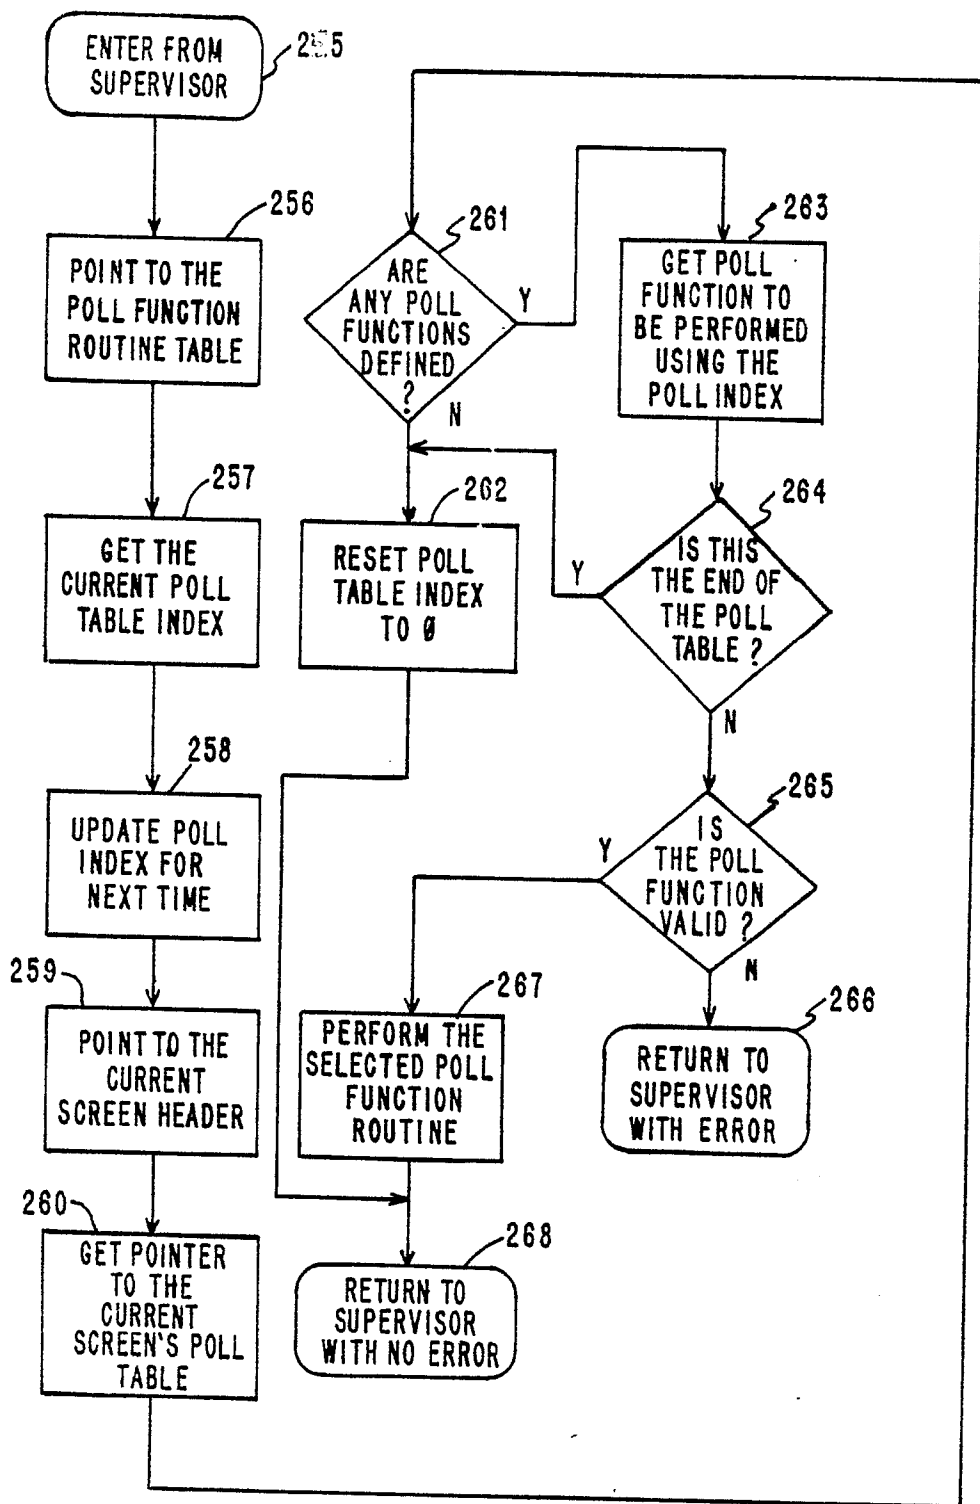 ENTER FROM
SUPERVISOR
256
POINT TO THE
POLL FUNCTION
ROUTINE TABLE
257
GET THE
CURRENT POLL
TABLE INDEX
258
UPDATE POLL
INDEX FOR
NEXT TIME
259
POINT TO THE
CURRENT
SCREEN HEADER
260
GET POINTER
TO THE
CURRENT
SCREEN'S POLL
TABLE
261
ARE
ANY POLL
FUNCTIONS
DEFINED
?
Y
N
262
RESET POLL
TABLE INDEX
TO 0
263
GET POLL
FUNCTION TO
BE PERFORMED
USING THE
POLL INDEX
264
IS THIS
THE END OF
THE POLL
TABLE ?
Y
N
265
IS
THE POLL
FUNCTION
VALID ?
Y
N
266
RETURN TO
SUPERVISOR
WITH ERROR
267
PERFORM THE
SELECTED POLL
FUNCTION
ROUTINE
268
RETURN TO
SUPERVISOR
WITH NO ERROR